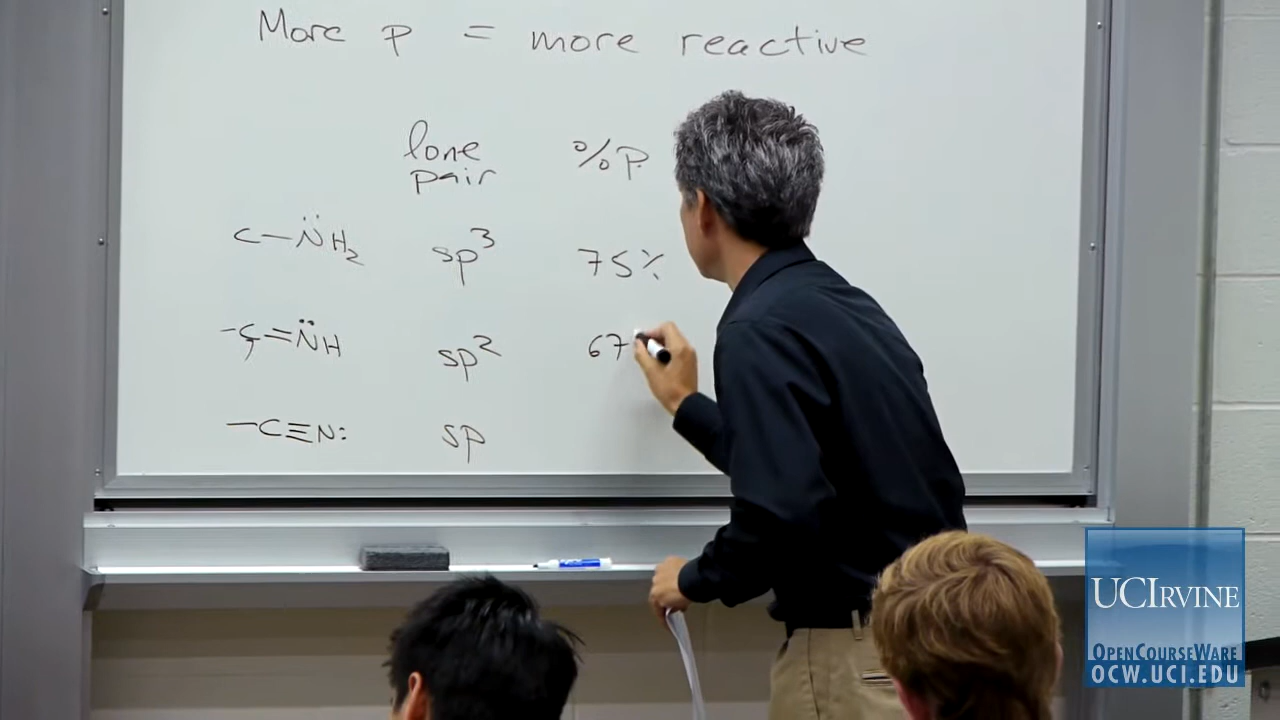 More p = more reactive
lone
pair
%p
C–N̈H₂ sp³ 75%
–C=N̈H sp² 67
–C≡N: sp
UCIRVINE
OPENCOURSEWARE
OCW.UCI.EDU